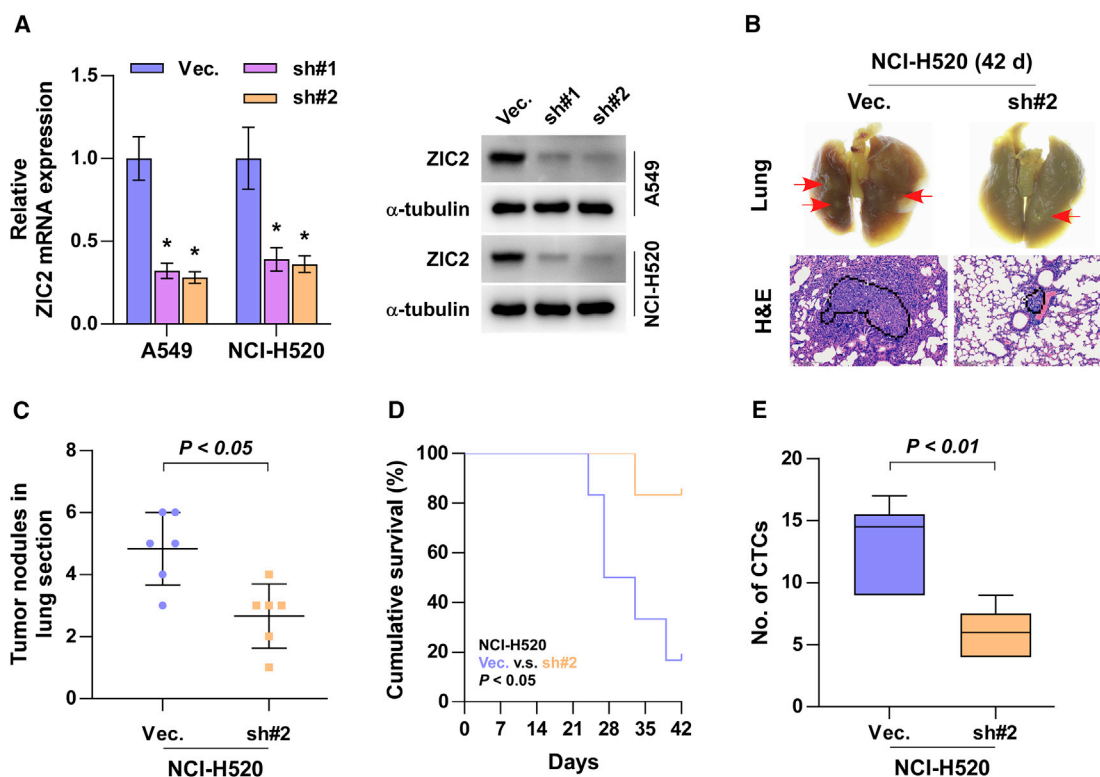 A
Relative
ZIC2 mRNA expression
1.5
1.0
0.5
0.0
Vec.
sh#1
sh#2
*
*
*
*
A549
NCI-H520
Vec.
sh#1
sh#2
ZIC2
α-tubulin
A549
ZIC2
α-tubulin
NCI-H520
B
NCI-H520 (42 d)
Vec.
sh#2
Lung
H&E
C
P < 0.05
Tumor nodules in
lung section
8
6
4
2
0
Vec.
sh#2
NCI-H520
D
Cumulative survival (%)
100
80
60
40
20
0
NCI-H520
Vec. v.s. sh#2
P < 0.05
0 7 14 21 28 35 42
Days
E
P < 0.01
No. of CTCs
20
15
10
5
0
Vec.
sh#2
NCI-H520